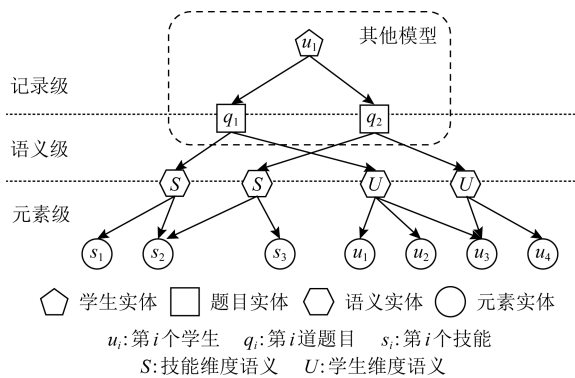 其他模型
u₁
记录级
q₁ q₂
语义级
S S U U
元素级
s₁ s₂ s₃ u₁ u₂ u₃ u₄
学生实体 题目实体 语义实体 元素实体
uᵢ:第i个学生 qᵢ:第i道题目 sᵢ:第i个技能
S:技能维度语义 U:学生维度语义